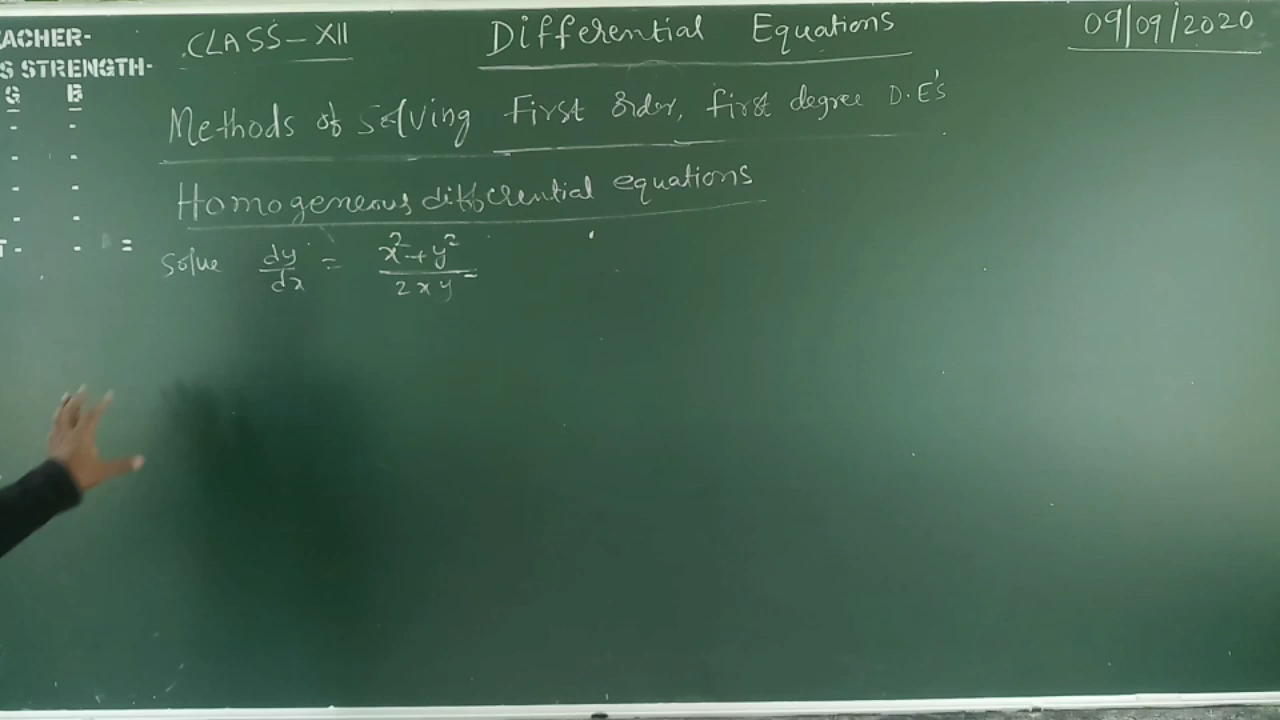 ACHER-
S STRENGTH-
G B
CLASS-XII
Differential Equations
09/09/2020
Methods of solving First order, first degree D.E's
Homogeneous differential equations
T- - =
Solve dy/dx = x²+y²/2xy